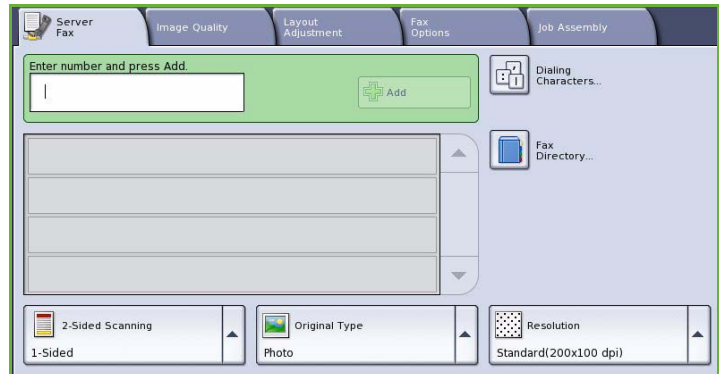 Server
Fax
Image Quality
Layout
Adjustment
Fax
Options
Job Assembly
Enter number and press Add.
Add
Dialing
Characters...
Fax
Directory...
2-Sided Scanning
1-Sided
Original Type
Photo
Resolution
Standard(200x100 dpi)